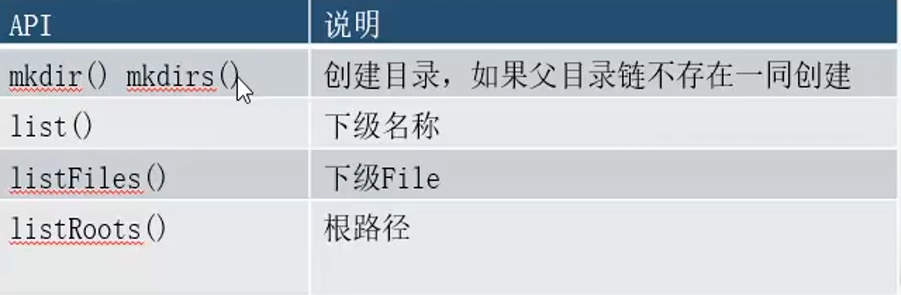 API 说明
mkdir() mkdirs() 创建目录，如果父目录链不存在一同创建
list() 下级名称
listFiles() 下级File
listRoots() 根路径